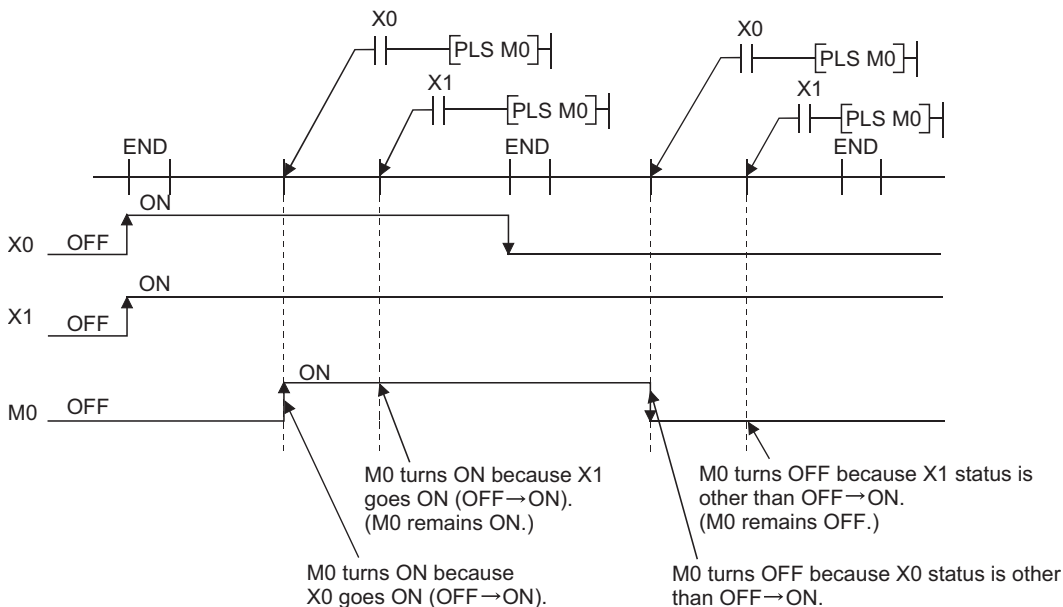 X0
[PLS M0]
X0
[PLS M0]
X1
[PLS M0]
X1
[PLS M0]
END
END
END
ON
X0 OFF
ON
X1 OFF
ON
M0 OFF
M0 turns ON because X1
goes ON (OFF→ON).
(M0 remains ON.)
M0 turns OFF because X1 status is
other than OFF→ON.
(M0 remains OFF.)
M0 turns ON because
X0 goes ON (OFF→ON).
M0 turns OFF because X0 status is other
than OFF→ON.